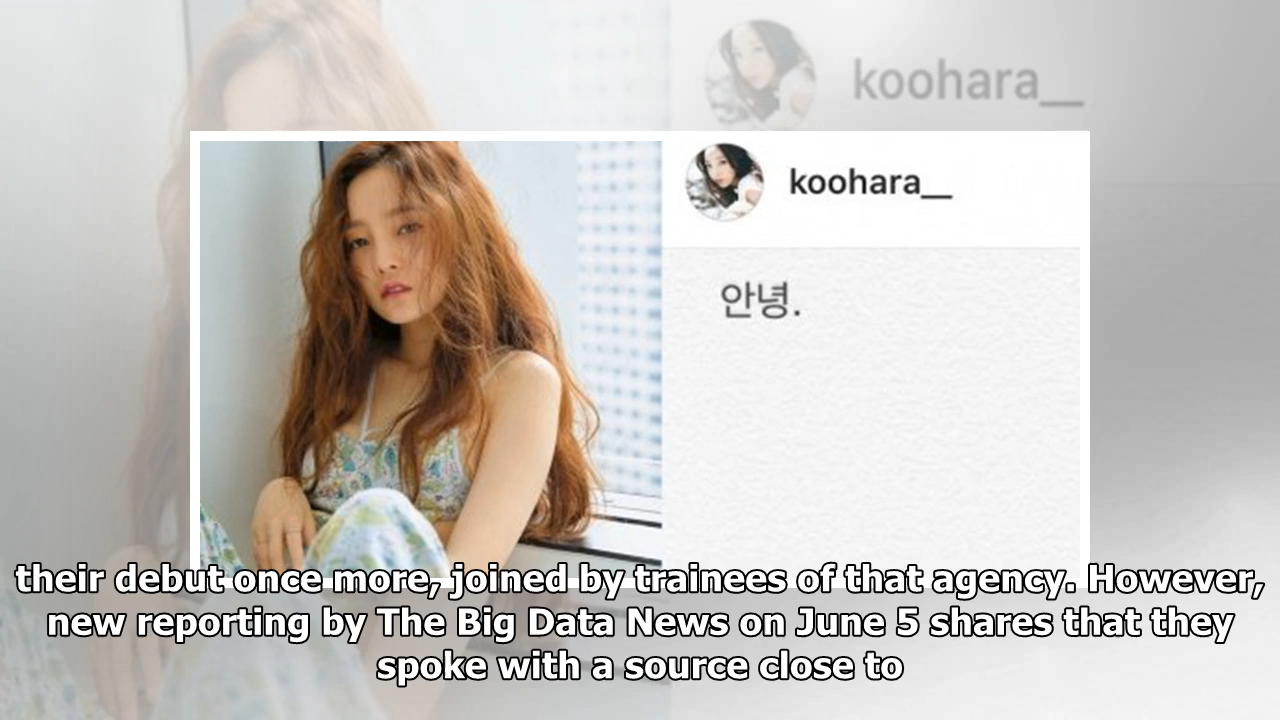 koohara__
koohara__
안녕.
their debut once more, joined by trainees of that agency. However,
new reporting by The Big Data News on June 5 shares that they
spoke with a source close to